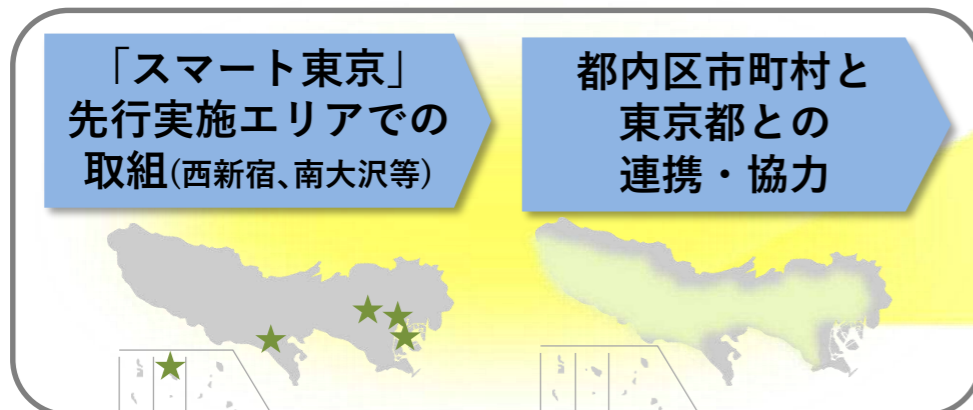 「スマート東京」
先行実施エリアでの
取組(西新宿、南大沢等)
都内区市町村と
東京都との
連携・協力